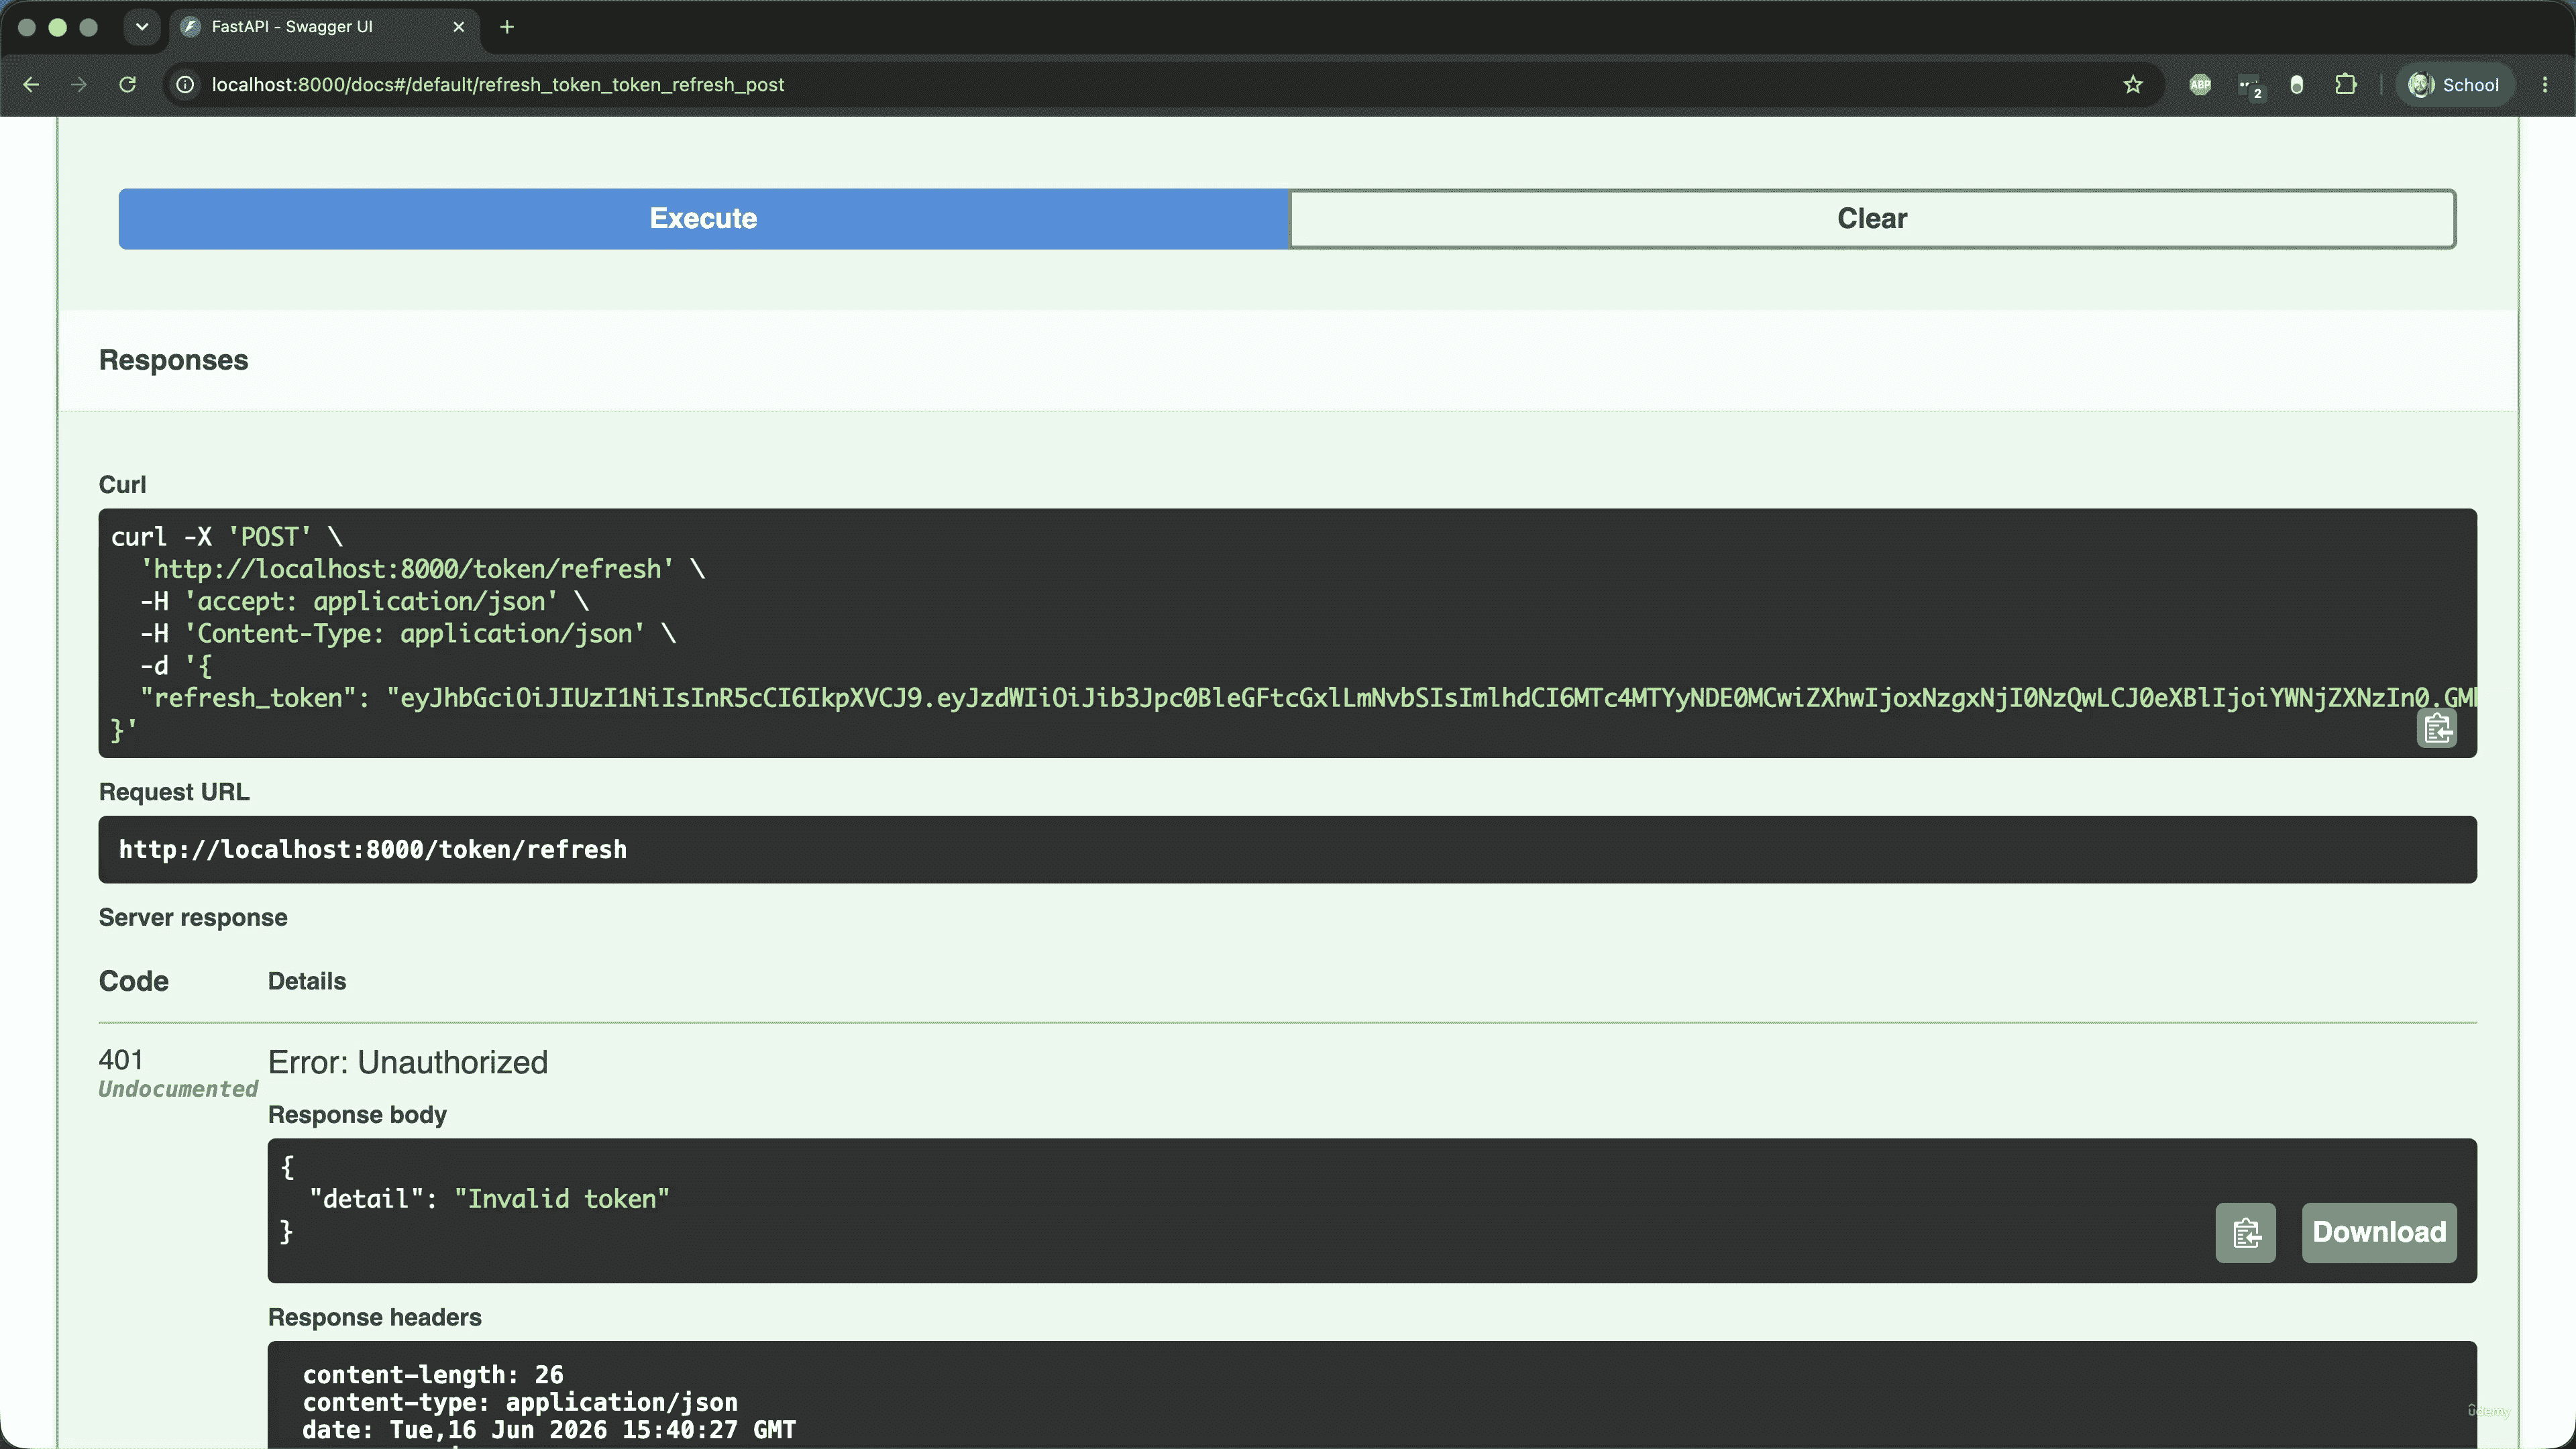 FastAPI - Swagger UI
localhost:8000/docs#/default/refresh_token_token_refresh_post
ABP
2
School
Execute
Clear
Responses
Curl
curl -X 'POST' \
'http://localhost:8000/token/refresh' \
-H 'accept: application/json' \
-H 'Content-Type: application/json' \
-d '{
"refresh_token": "eyJhbGciOiJIUzI1NiIsInR5cCI6IkpXVCJ9.eyJzdWIiOiJib3Jpc0BleGFtcGxlLmNvbSIsImlhdCI6MTc4MTYyNDE0MCwiZXhwIjoxNzgxNjI0NzQwLCJ0eXBlIjoiYWNjZXNzIn0.GM
}'
Request URL
http://localhost:8000/token/refresh
Server response
Code
Details
401
Undocumented
Error: Unauthorized
Response body
{
"detail": "Invalid token"
}
Download
Response headers
content-length: 26
content-type: application/json
date: Tue,16 Jun 2026 15:40:27 GMT
ûdemy